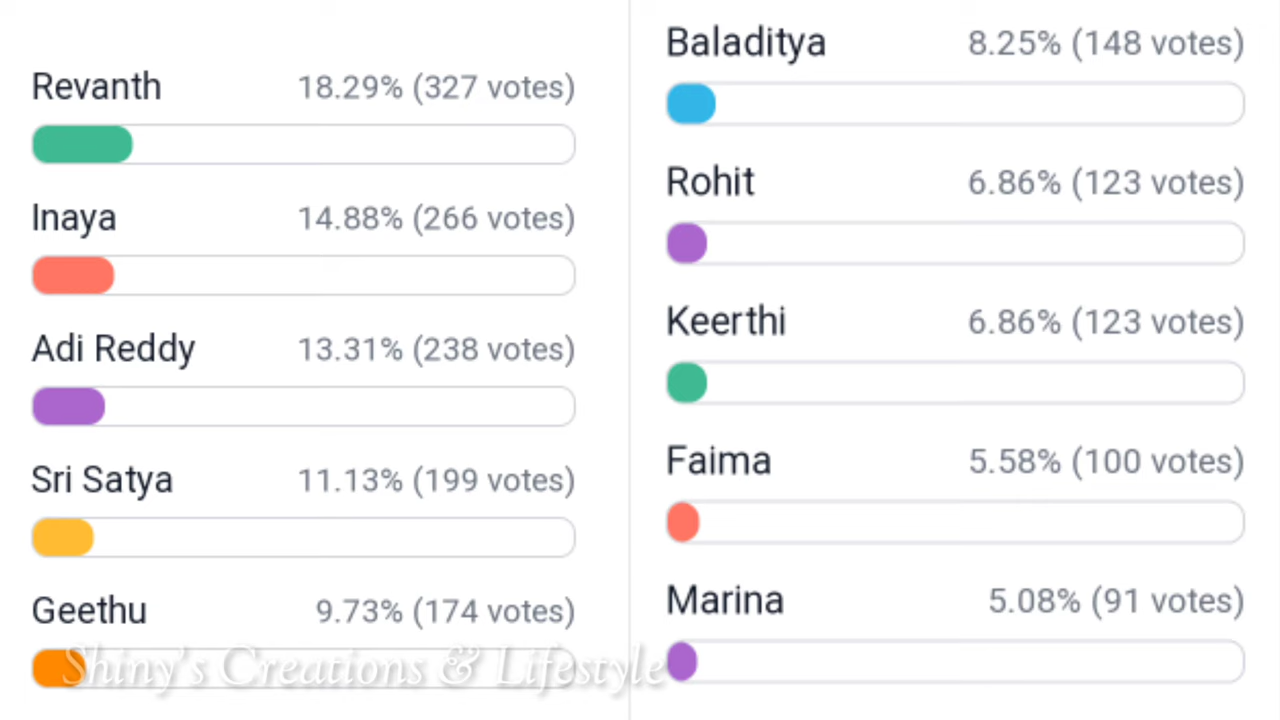 Revanth 18.29% (327 votes)
Inaya 14.88% (266 votes)
Adi Reddy 13.31% (238 votes)
Sri Satya 11.13% (199 votes)
Geethu 9.73% (174 votes)
Shiny's Creations & Lifestyle
Baladitya 8.25% (148 votes)
Rohit 6.86% (123 votes)
Keerthi 6.86% (123 votes)
Faima 5.58% (100 votes)
Marina 5.08% (91 votes)